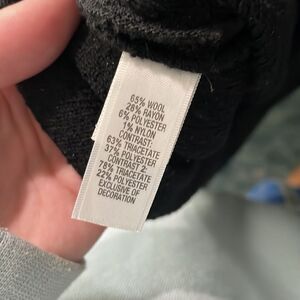 65% WOOL
28% RAYON
6% POLYESTER
1% NYLON
CONTRAST:
63% TRIACETATE
37% POLYESTER
CONTRAST 2:
78% TRIACETATE
22% POLYESTER
EXCLUSIVE OF
DECORATION